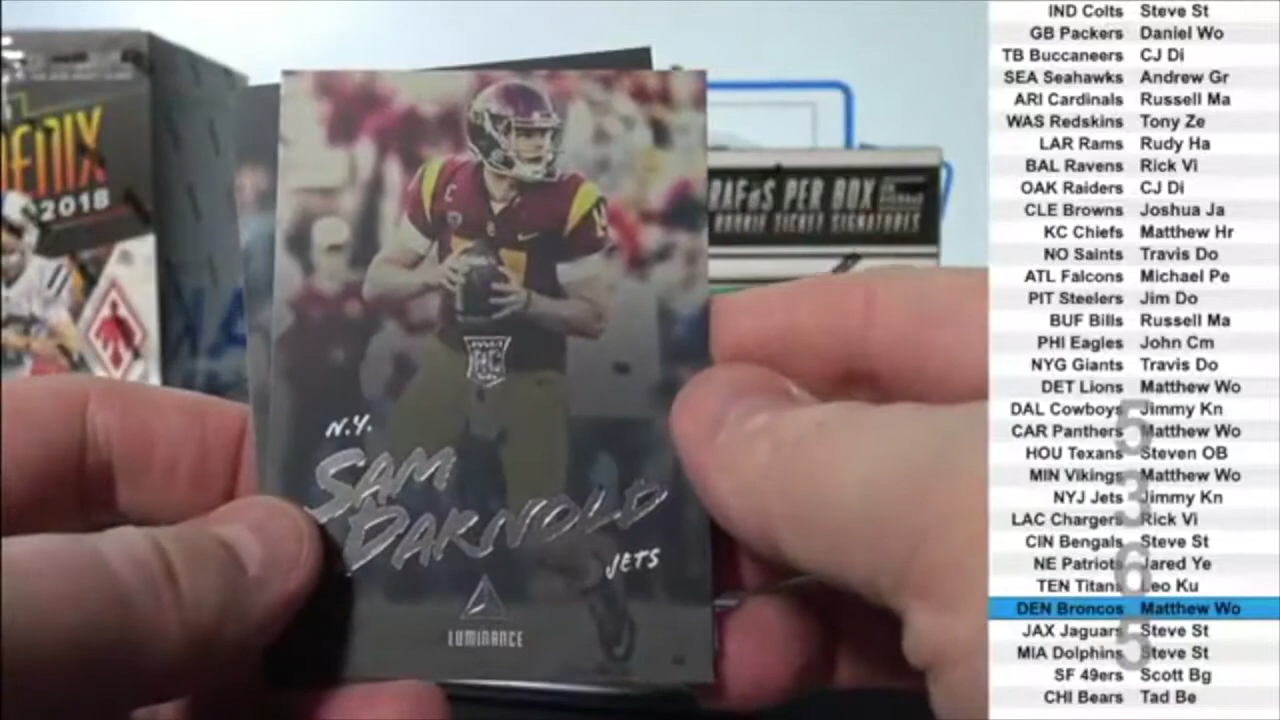 ENIX
2018
RAFHS PER BOX
ROOKIE TICKET SIGNATURES
RC
N.Y.
SAM
DARNOLD
JETS
LUMINANCE
IND Colts Steve St
GB Packers Daniel Wo
TB Buccaneers CJ Di
SEA Seahawks Andrew Gr
ARI Cardinals Russell Ma
WAS Redskins Tony Ze
LAR Rams Rudy Ha
BAL Ravens Rick Vi
OAK Raiders CJ Di
CLE Browns Joshua Ja
KC Chiefs Matthew Hr
NO Saints Travis Do
ATL Falcons Michael Pe
PIT Steelers Jim Do
BUF Bills Russell Ma
PHI Eagles John Cm
NYG Giants Travis Do
DET Lions Matthew Wo
DAL Cowboys Jimmy Kn
CAR Panthers Matthew Wo
HOU Texans Steven OB
MIN Vikings Matthew Wo
NYJ Jets Jimmy Kn
LAC Chargers Rick Vi
CIN Bengals Steve St
NE Patriots Jared Ye
TEN Titans Leo Ku
DEN Broncos Matthew Wo
JAX Jaguars Steve St
MIA Dolphins Steve St
SF 49ers Scott Bg
CHI Bears Tad Be
5365